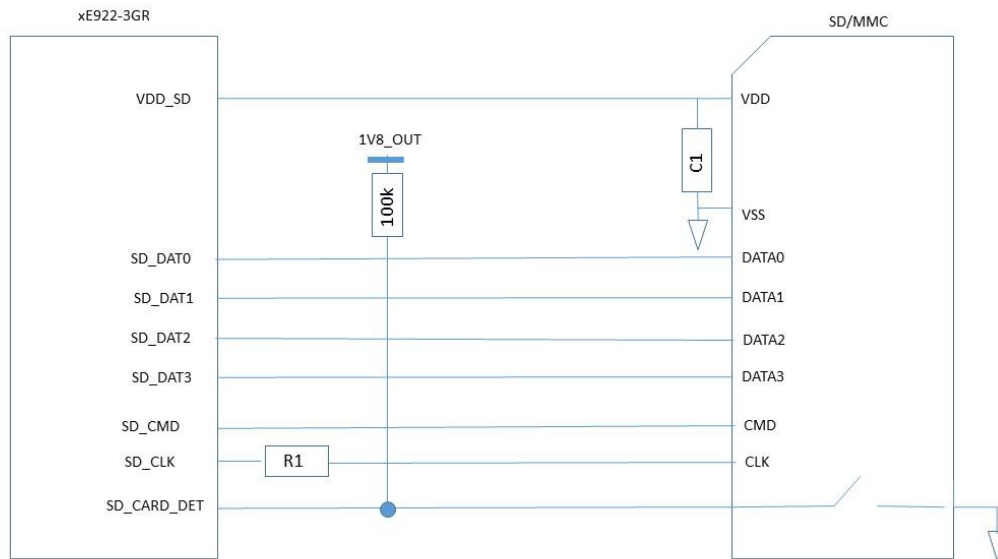 xE922-3GR
SD/MMC
VDD_SD
VDD
1V8_OUT
C1
100k
VSS
SD_DAT0
DATA0
SD_DAT1
DATA1
SD_DAT2
DATA2
SD_DAT3
DATA3
SD_CMD
CMD
SD_CLK
R1
CLK
SD_CARD_DET